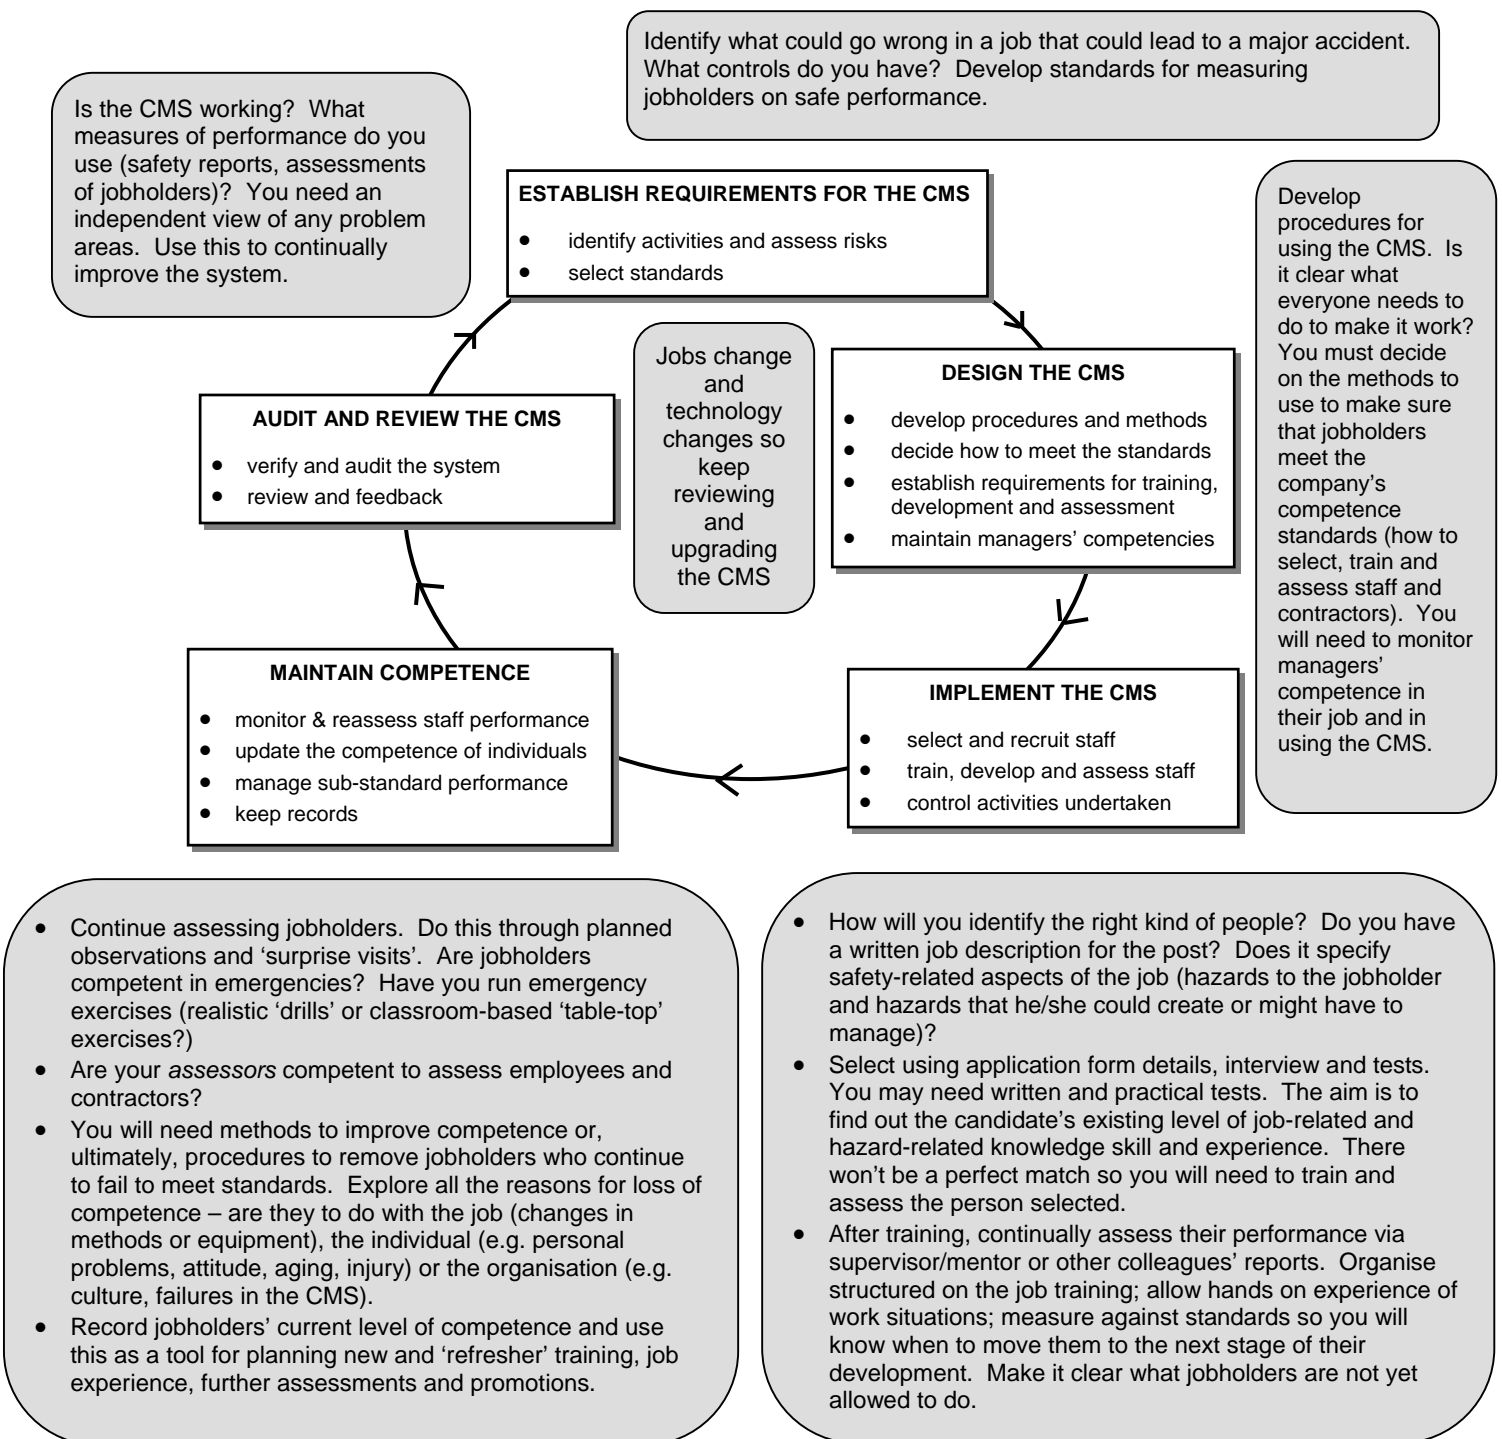 Identify what could go wrong in a job that could lead to a major accident.
What controls do you have?  Develop standards for measuring
jobholders on safe performance.
Is the CMS working?  What
measures of performance do you
use (safety reports, assessments
of jobholders)?  You need an
independent view of any problem
areas.  Use this to continually
improve the system.
ESTABLISH REQUIREMENTS FOR THE CMS
• identify activities and assess risks
• select standards
Develop
procedures for
using the CMS.  Is
it clear what
everyone needs to
do to make it work?
You must decide
on the methods to
use to make sure
that jobholders
meet the
company’s
competence
standards (how to
select, train and
assess staff and
contractors).  You
will need to monitor
managers’
competence in
their job and in
using the CMS.
Jobs change
and
technology
changes so
keep
reviewing
and
upgrading
the CMS
DESIGN THE CMS
• develop procedures and methods
• decide how to meet the standards
• establish requirements for training,
development and assessment
• maintain managers’ competencies
AUDIT AND REVIEW THE CMS
• verify and audit the system
• review and feedback
MAINTAIN COMPETENCE
• monitor & reassess staff performance
• update the competence of individuals
• manage sub-standard performance
• keep records
IMPLEMENT THE CMS
• select and recruit staff
• train, develop and assess staff
• control activities undertaken
• Continue assessing jobholders.  Do this through planned
observations and ‘surprise visits’.  Are jobholders
competent in emergencies?  Have you run emergency
exercises (realistic ‘drills’ or classroom-based ‘table-top’
exercises?)
• Are your assessors competent to assess employees and
contractors?
• You will need methods to improve competence or,
ultimately, procedures to remove jobholders who continue
to fail to meet standards.  Explore all the reasons for loss of
competence – are they to do with the job (changes in
methods or equipment), the individual (e.g. personal
problems, attitude, aging, injury) or the organisation (e.g.
culture, failures in the CMS).
• Record jobholders’ current level of competence and use
this as a tool for planning new and ‘refresher’ training, job
experience, further assessments and promotions.
• How will you identify the right kind of people?  Do you have
a written job description for the post?  Does it specify
safety-related aspects of the job (hazards to the jobholder
and hazards that he/she could create or might have to
manage)?
• Select using application form details, interview and tests.
You may need written and practical tests.  The aim is to
find out the candidate’s existing level of job-related and
hazard-related knowledge skill and experience.  There
won’t be a perfect match so you will need to train and
assess the person selected.
• After training, continually assess their performance via
supervisor/mentor or other colleagues’ reports.  Organise
structured on the job training; allow hands on experience of
work situations; measure against standards so you will
know when to move them to the next stage of their
development.  Make it clear what jobholders are not yet
allowed to do.